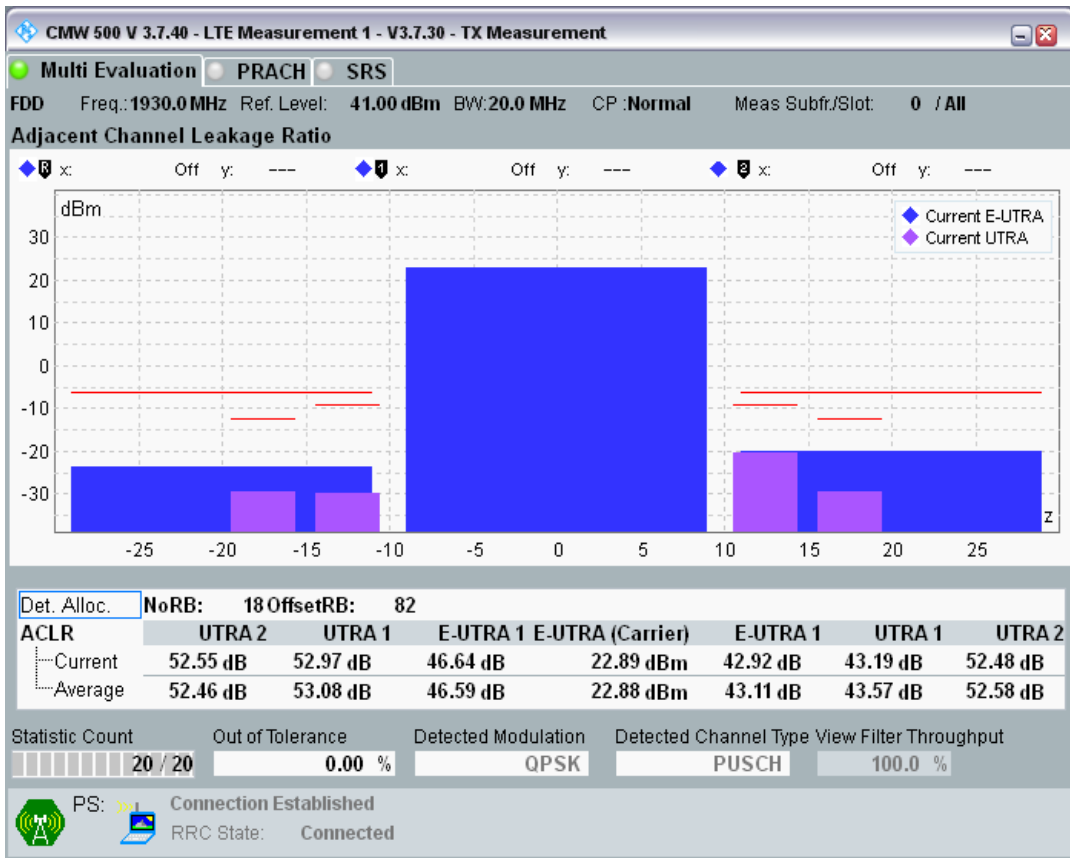 CMW 500 V 3.7.40 - LTE Measurement 1 - V3.7.30 - TX Measurement
Multi Evaluation PRACH SRS
FDD Freq.:1930.0 MHz Ref. Level: 41.00 dBm BW:20.0 MHz CP :Normal Meas Subfr./Slot: 0 / All
Adjacent Channel Leakage Ratio
R x: Off y: --- 1 x: Off y: --- 2 x: Off y: ---
dBm
Current E-UTRA
Current UTRA
30
20
10
0
-10
-20
-30
z
-25 -20 -15 -10 -5 0 5 10 15 20 25
Det. Alloc. NoRB: 18 OffsetRB: 82
ACLR UTRA 2 UTRA 1 E-UTRA 1 E-UTRA (Carrier) E-UTRA 1 UTRA 1 UTRA 2
Current 52.55 dB 52.97 dB 46.64 dB 22.89 dBm 42.92 dB 43.19 dB 52.48 dB
Average 52.46 dB 53.08 dB 46.59 dB 22.88 dBm 43.11 dB 43.57 dB 52.58 dB
Statistic Count Out of Tolerance Detected Modulation Detected Channel Type View Filter Throughput
20 / 20 0.00 % QPSK PUSCH 100.0 %
PS: Connection Established
RRC State: Connected